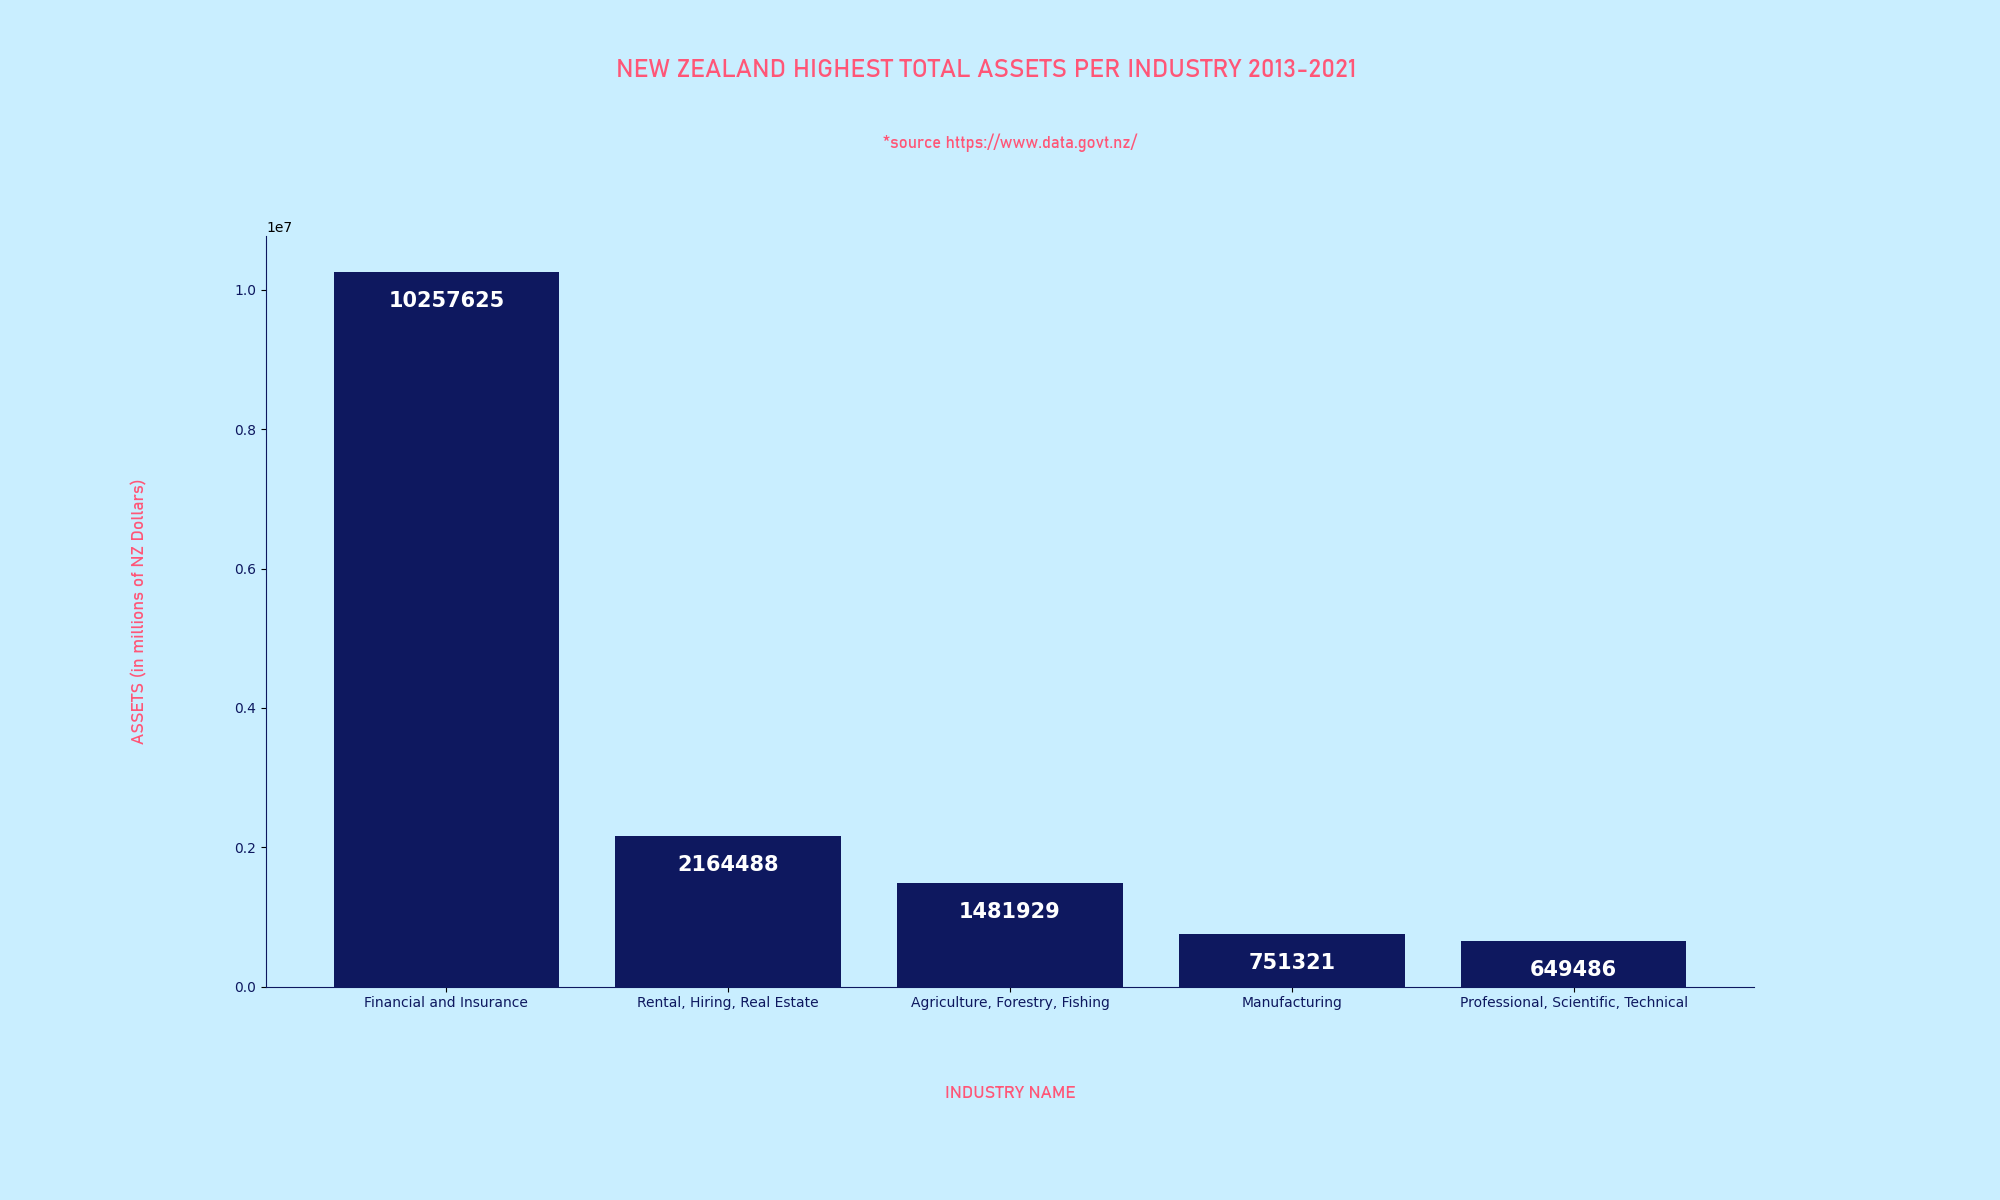 NEW ZEALAND HIGHEST TOTAL ASSETS PER INDUSTRY 2013-2021
*source https://www.data.govt.nz/
1e7
1.0
0.8
0.6
0.4
0.2
0.0
ASSETS (in millions of NZ Dollars)
10257625
2164488
1481929
751321
649486
Financial and Insurance
Rental, Hiring, Real Estate
Agriculture, Forestry, Fishing
Manufacturing
Professional, Scientific, Technical
INDUSTRY NAME